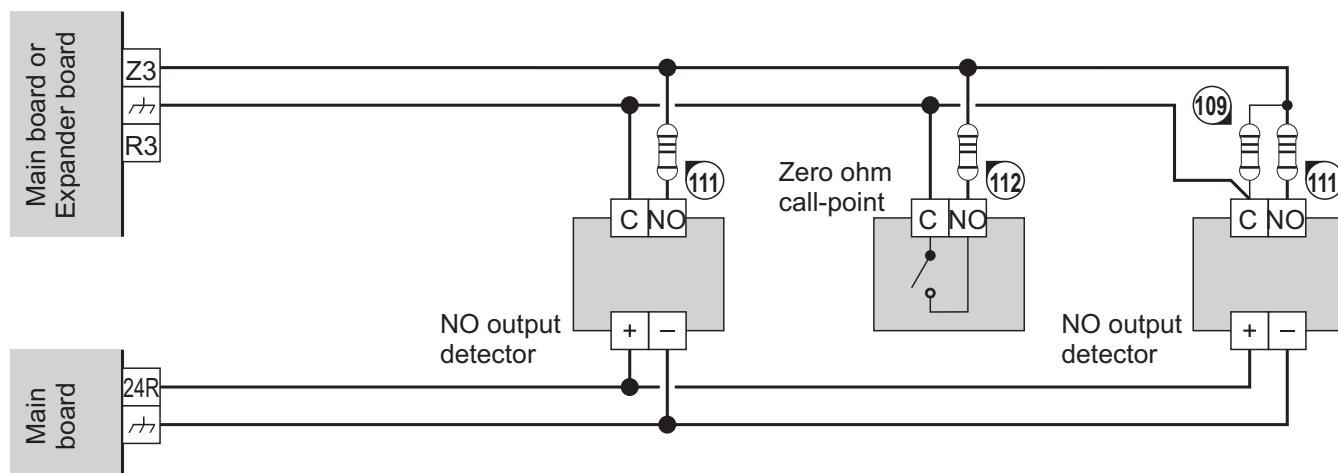 Main board or
Expander board
Z3
R3
109
111
112
111
Zero ohm
call-point
C NO
C NO
C NO
NO output
detector
+ –
NO output
detector
+ –
Main
board
24R